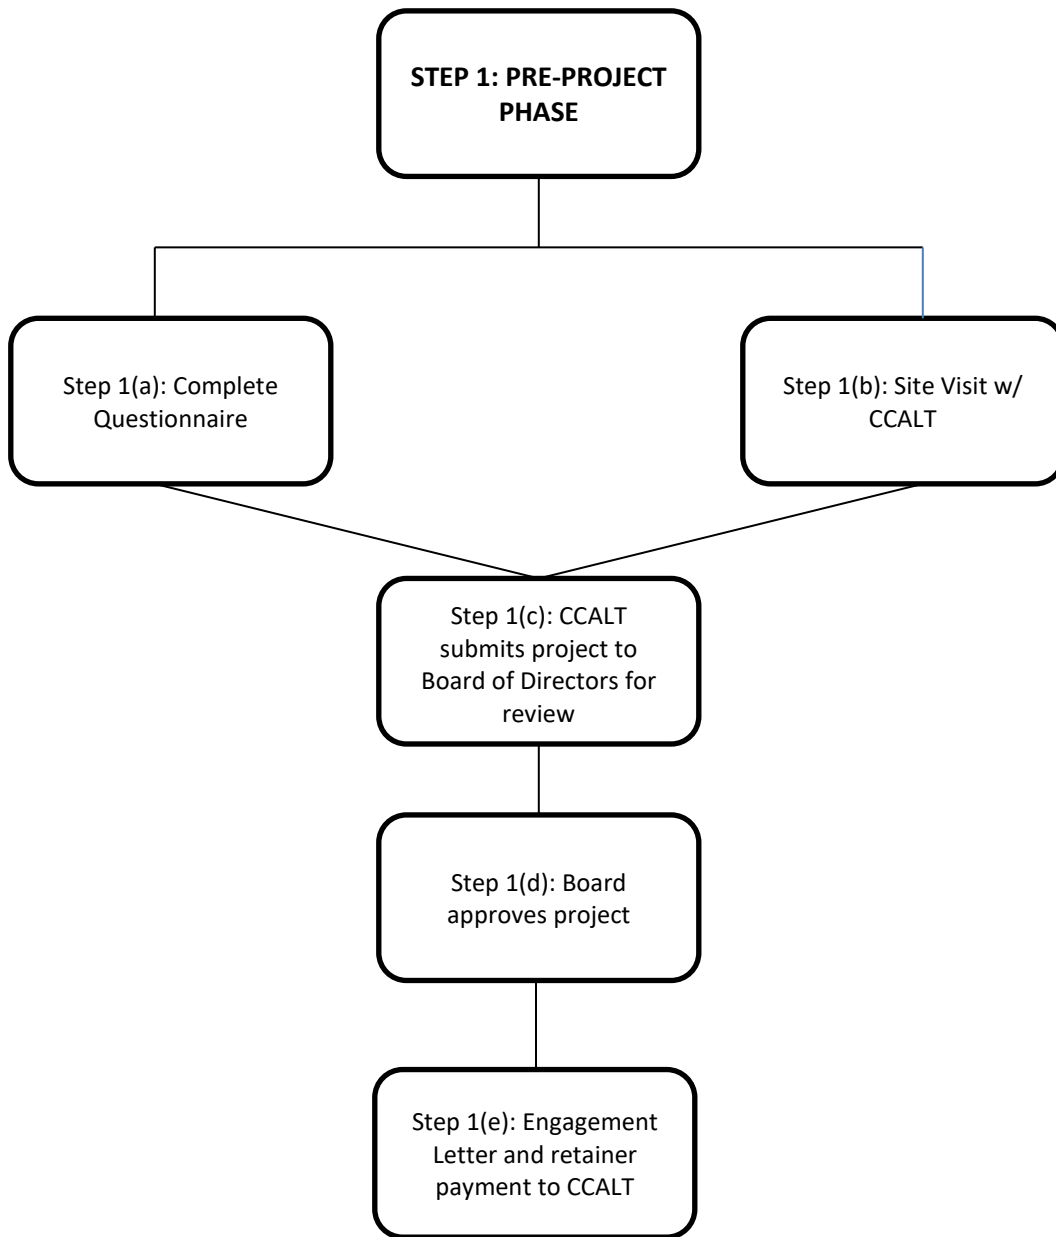 STEP 1: PRE-PROJECT
PHASE
Step 1(a): Complete
Questionnaire
Step 1(b): Site Visit w/
CCALT
Step 1(c): CCALT
submits project to
Board of Directors for
review
Step 1(d): Board
approves project
Step 1(e): Engagement
Letter and retainer
payment to CCALT